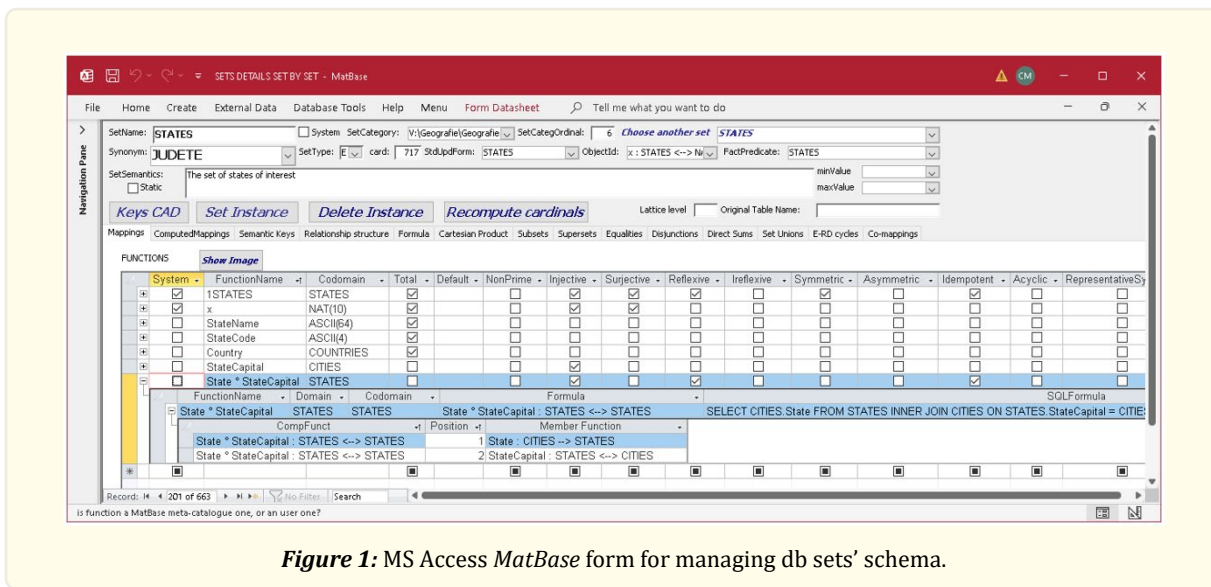 SETS DETAILS SET BY SET - MatBase
CM
File Home Create External Data Database Tools Help Menu Form Datasheet Tell me what you want to do
Navigation Pane
SetName: STATES System SetCategory: V:\Geografie\Geografie SetCategOrdinal: 6 Choose another set STATES
Synonym: JUDETE SetType: E card: 717 StdUpdForm: STATES ObjectId: x : STATES <--> FactPredicate: STATES
SetSemantics: The set of states of interest minValue
Static maxValue
Keys CAD Set Instance Delete Instance Recompute cardinals Lattice level Original Table Name:
Mappings ComputedMappings Semantic Keys Relationship structure Formula Cartesian Product Subsets Supersets Equalities Disjunctions Direct Sums Set Unions E-RD cycles Co-mappings
FUNCTIONS Show Image
System FunctionName Codomain Total Default NonPrime Injective Surjective Reflexive Ireflexive Symmetric Asymmetric Idempotent Acyclic RepresentativeSy
1STATES STATES
x NAT(10)
StateName ASCII(64)
StateCode ASCII(4)
Country COUNTRIES
StateCapital CITIES
State ° StateCapital STATES
FunctionName Domain Codomain Formula SQLFormula
State ° StateCapital STATES STATES State ° StateCapital : STATES <--> STATES SELECT CITIES.State FROM STATES INNER JOIN CITIES ON STATES.StateCapital = CITIE
CompFunct Position Member Function
State ° StateCapital : STATES <--> STATES 1 State : CITIES --> STATES
State ° StateCapital : STATES <--> STATES 2 StateCapital : STATES <--> CITIES
Record: 201 of 663 No Filter Search
is function a MatBase meta-catalogue one, or an user one?
Figure 1: MS Access MatBase form for managing db sets' schema.